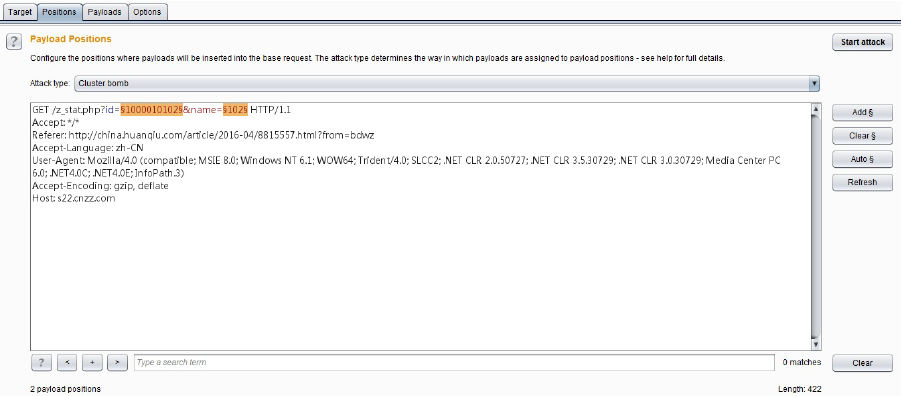 Target Positions Payloads Options
? Payload Positions Start attack
Configure the positions where payloads will be inserted into the base request. The attack type determines the way in which payloads are assigned to payload positions - see help for full details.
Attack type: Cluster bomb
GET /z_stat.php?id=§1000010102§&name=§102§ HTTP/1.1
Accept: */*
Referer: http://china.huanqiu.com/article/2016-04/8815557.html?from=bdwz
Accept-Language: zh-CN
User-Agent: Mozilla/4.0 (compatible; MSIE 8.0; Windows NT 6.1; WOW64; Trident/4.0; SLCC2; .NET CLR 2.0.50727; .NET CLR 3.5.30729; .NET CLR 3.0.30729; Media Center PC
6.0; .NET4.0C; .NET4.0E; InfoPath.3)
Accept-Encoding: gzip, deflate
Host: s22.cnzz.com
Add §
Clear §
Auto §
Refresh
? < + > Type a search term 0 matches Clear
2 payload positions Length: 422